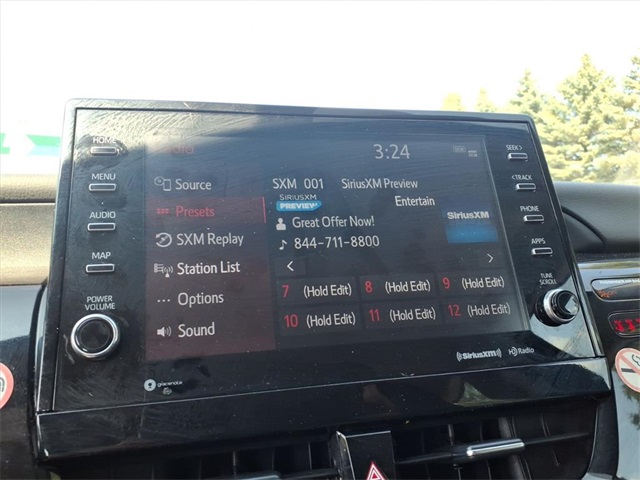 HOME
MENU
AUDIO
MAP
POWER
VOLUME
3:24
Source
Presets
SXM Replay
Station List
Options
Sound
SXM 001 SiriusXM Preview
SIRIUSXM
PREVIEW
Entertain
Great Offer Now!
844-711-8800
SiriusXM
7 (Hold Edit) 8 (Hold Edit) 9 (Hold Edit)
10 (Hold Edit) 11 (Hold Edit) 12 (Hold Edit)
gracenote
SiriusXM HD Radio
SEEK>
<TRACK
PHONE
APPS
TUNE
SCROLL